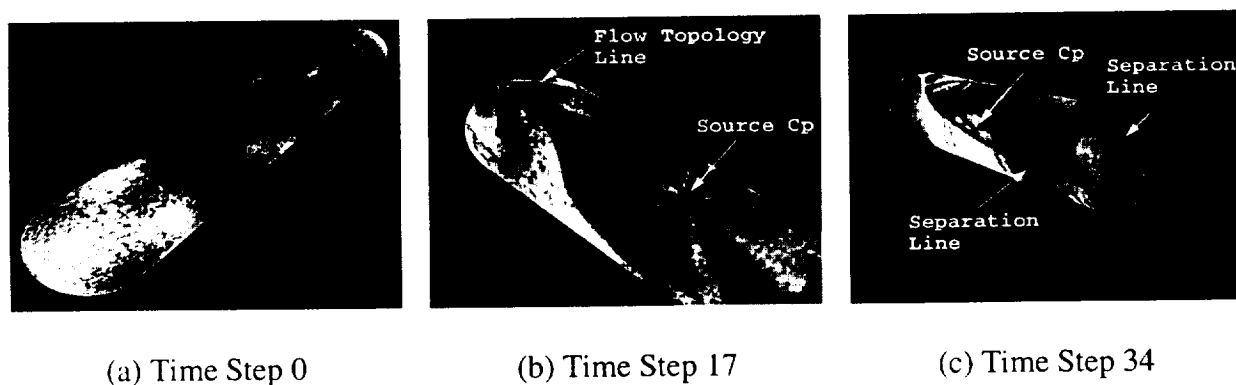 Flow Topology
Line
Source Cp
Source Cp
Separation
Line
Separation
Line
(a) Time Step 0
(b) Time Step 17
(c) Time Step 34